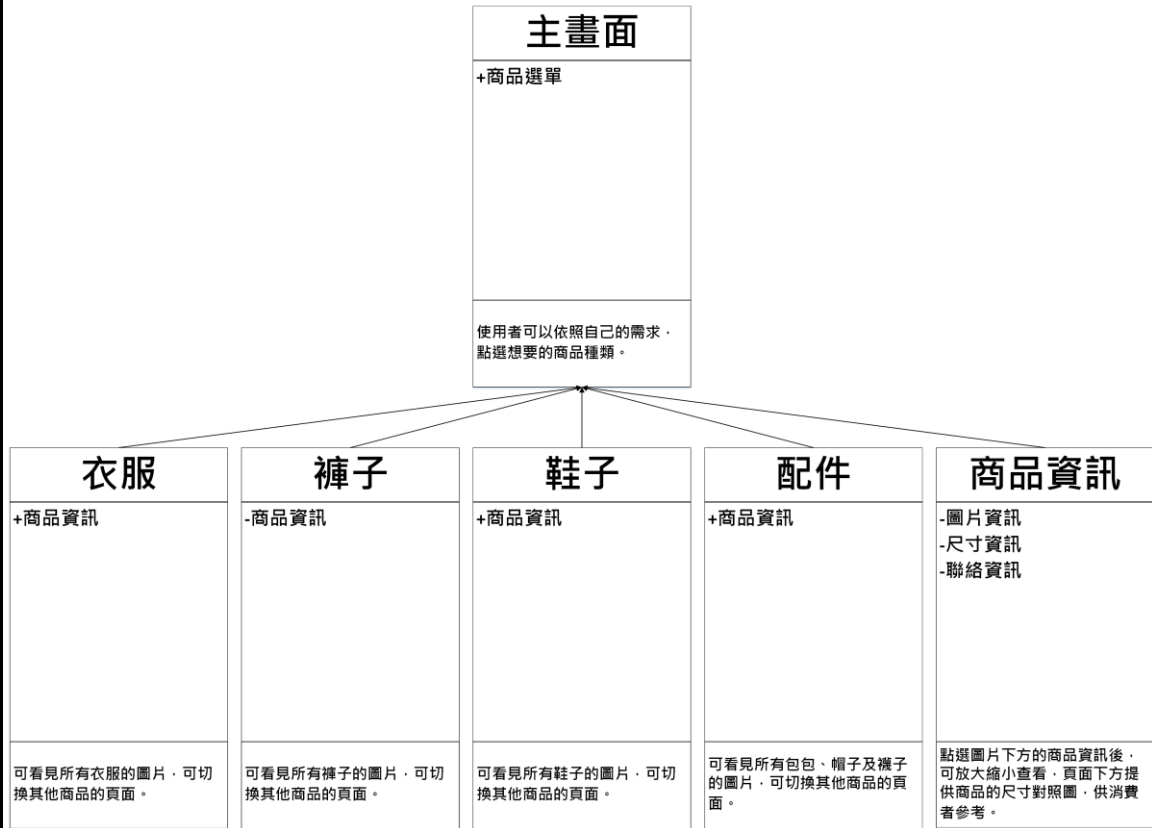 主畫面
+商品選單
使用者可以依照自己的需求，
點選想要的商品種類。
衣服
+商品資訊
可看見所有衣服的圖片，可切
換其他商品的頁面。
褲子
-商品資訊
可看見所有褲子的圖片，可切
換其他商品的頁面。
鞋子
+商品資訊
可看見所有鞋子的圖片，可切
換其他商品的頁面。
配件
+商品資訊
可看見所有包包、帽子及襪子
的圖片，可切換其他商品的頁
面。
商品資訊
-圖片資訊
-尺寸資訊
-聯絡資訊
點選圖片下方的商品資訊後，
可放大縮小查看，頁面下方提
供商品的尺寸對照圖，供消費
者參考。